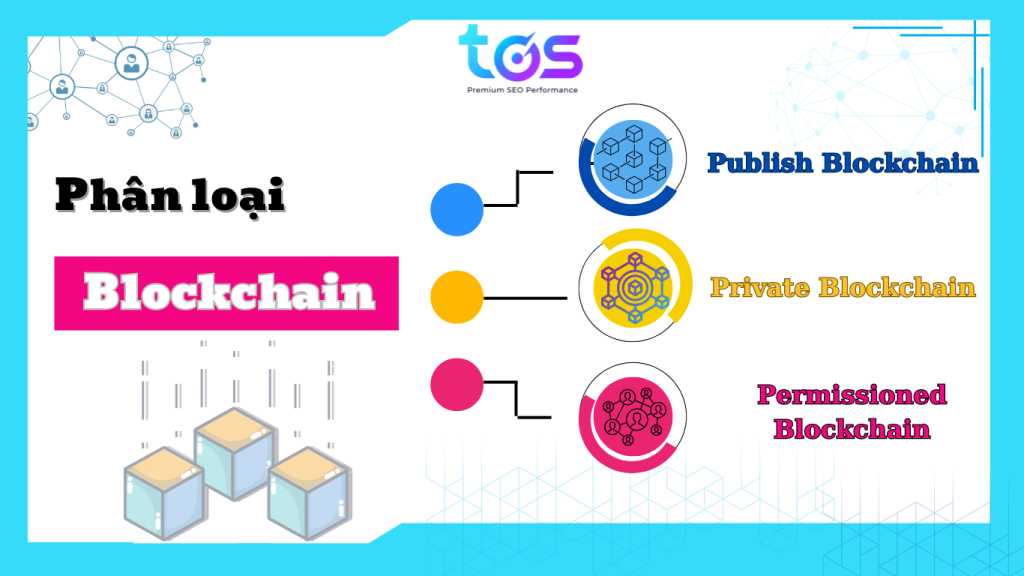 tos
Premium SEO Performance
Phân loại
Blockchain
Publish Blockchain
Private Blockchain
Permissioned
Blockchain